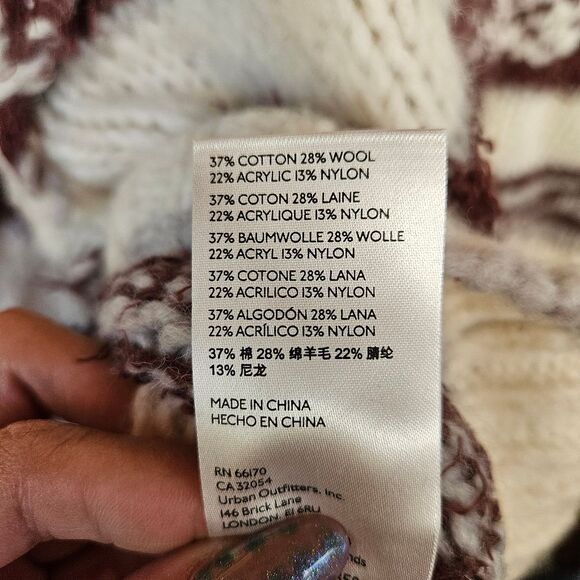 37% COTTON 28% WOOL
22% ACRYLIC 13% NYLON
37% COTON 28% LAINE
22% ACRYLIQUE 13% NYLON
37% BAUMWOLLE 28% WOLLE
22% ACRYL 13% NYLON
37% COTONE 28% LANA
22% ACRILICO 13% NYLON
37% ALGODÓN 28% LANA
22% ACRÍLICO 13% NYLON
37% 棉 28% 绵羊毛 22% 腈纶
13% 尼龙
MADE IN CHINA
HECHO EN CHINA
RN 66170
CA 32054
Urban Outfitters, Inc.
146 Brick Lane
LONDON, E1 6RU